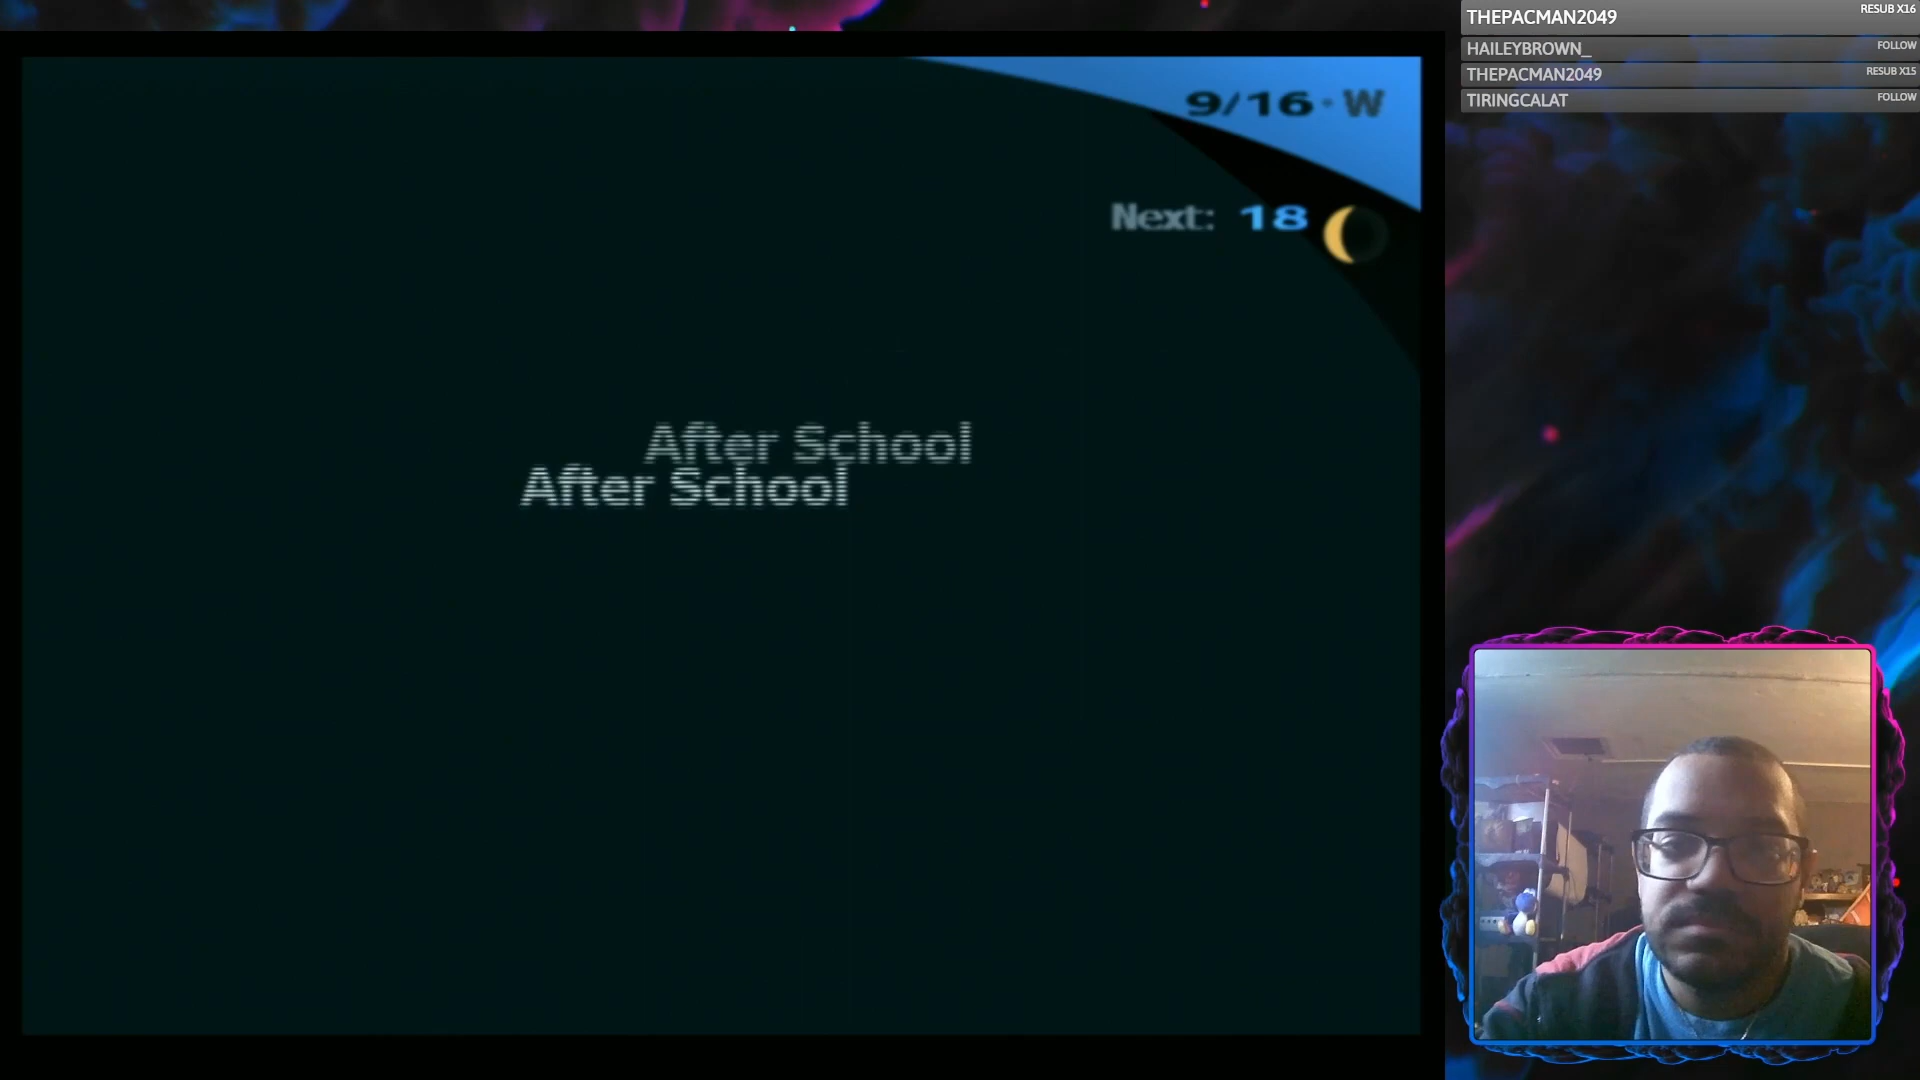 THEPACMAN2049 RESUB X16
HAILEYBROWN_ FOLLOW
THEPACMAN2049 RESUB X15
TIRINGCALAT FOLLOW
9/16 · W
Next: 18
After School
After School